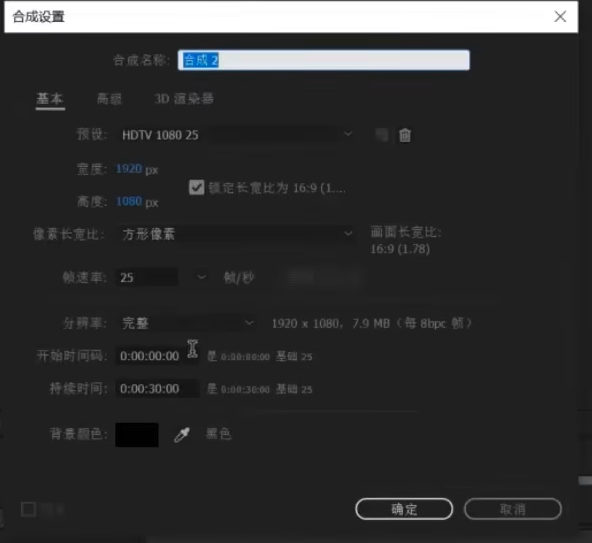 合成设置
合成名称: 合成 2
基本 高级 3D 渲染器
预设: HDTV 1080 25
宽度: 1920 px
锁定长宽比为 16:9 (1....
高度: 1080 px
像素长宽比: 方形像素 画面长宽比:
16:9 (1.78)
帧速率: 25 帧/秒
分辨率: 完整 1920 x 1080，7.9 MB（每 8bpc 帧）
开始时间码: 0:00:00:00 是 0:00:00:00 基础 25
持续时间: 0:00:30:00 是 0:00:30:00 基础 25
背景颜色: 黑色
确定 取消